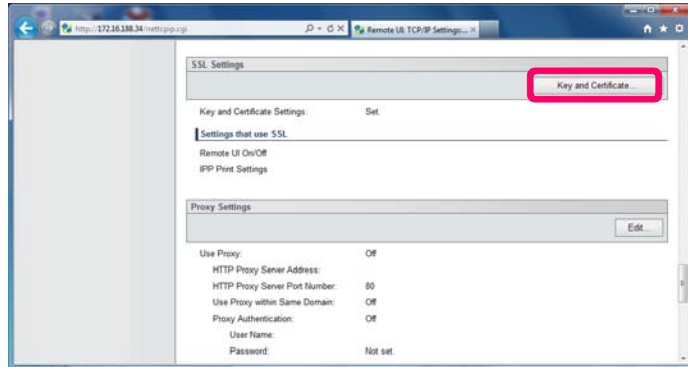 http://172.16.188.34/nettcpip.cgi
Remote UI: TCP/IP Settings:...
SSL Settings
Key and Certificate...
Key and Certificate Settings: Set.
Settings that use SSL
Remote UI On/Off
IPP Print Settings
Proxy Settings
Edit...
Use Proxy: Off
HTTP Proxy Server Address:
HTTP Proxy Server Port Number: 80
Use Proxy within Same Domain: Off
Proxy Authentication: Off
User Name:
Password: Not set.